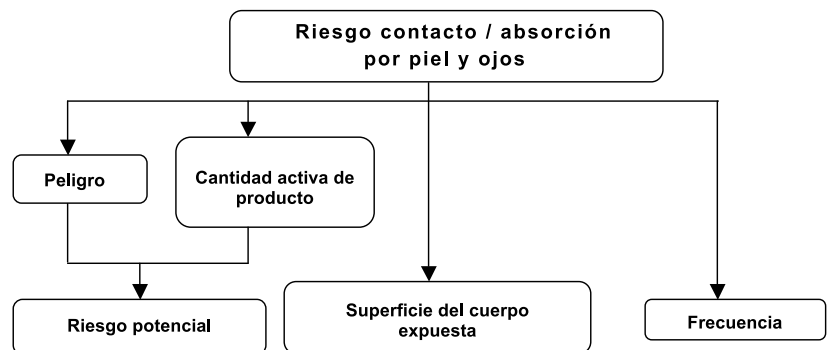 Riesgo contacto / absorción
por piel y ojos
Peligro
Cantidad activa de
producto
Riesgo potencial
Superficie del cuerpo
expuesta
Frecuencia